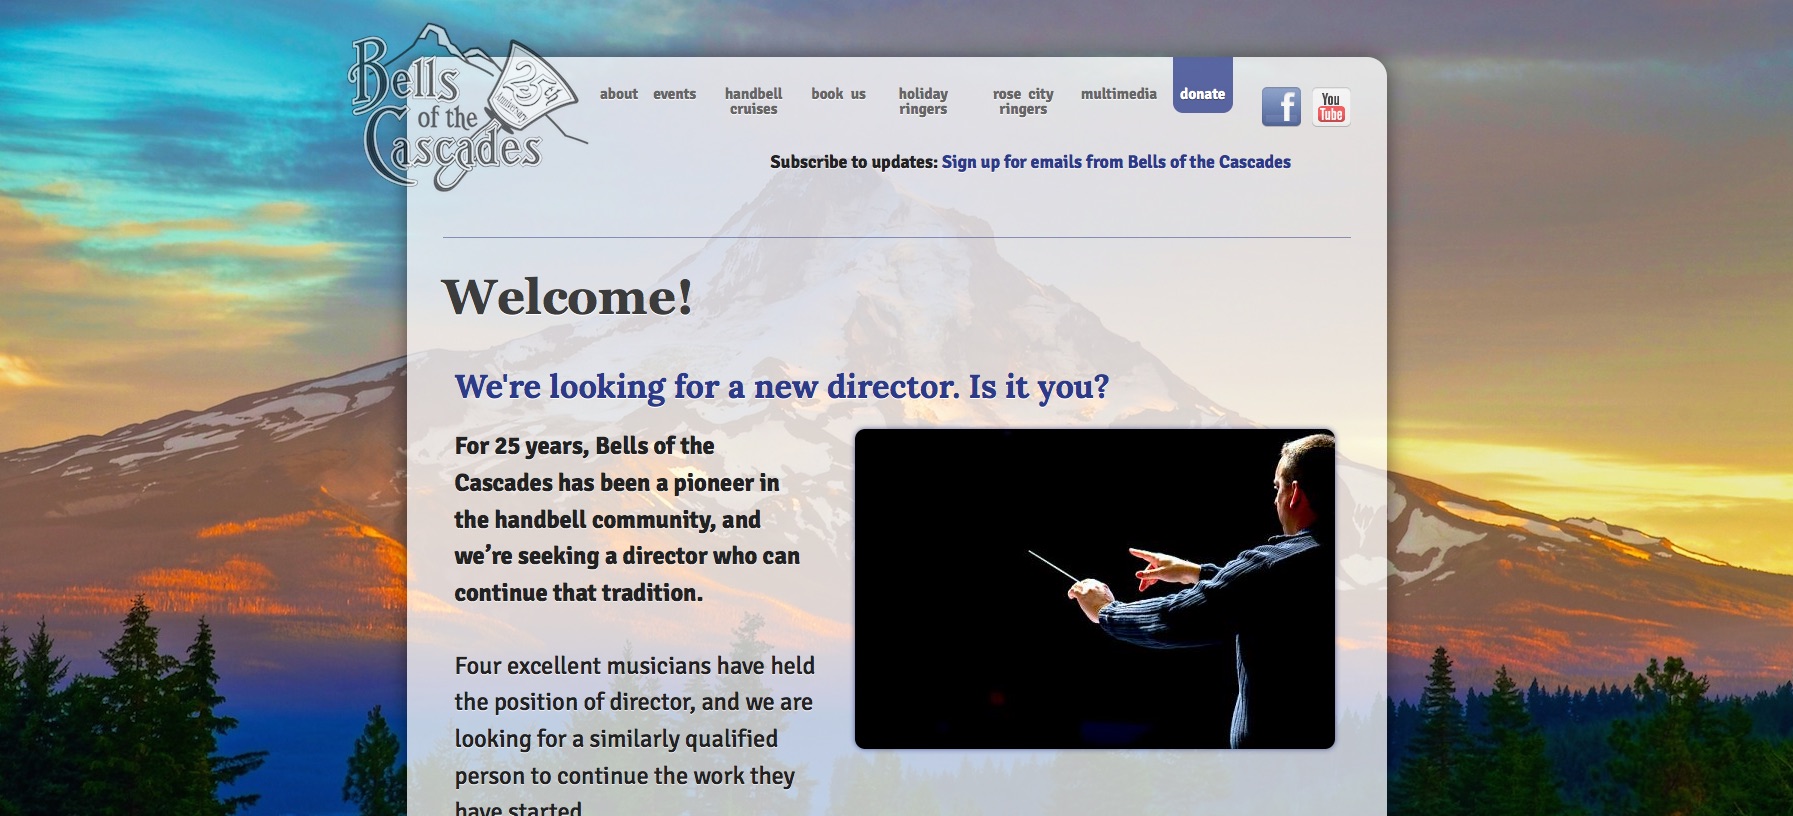 Bells
of the
Cascades
25th
Anniversary
about events handbell cruises book us holiday ringers rose city ringers multimedia donate
f
You
Tube
Subscribe to updates: Sign up for emails from Bells of the Cascades
Welcome!
We're looking for a new director. Is it you?
For 25 years, Bells of the
Cascades has been a pioneer in
the handbell community, and
we’re seeking a director who can
continue that tradition.
Four excellent musicians have held
the position of director, and we are
looking for a similarly qualified
person to continue the work they
have started